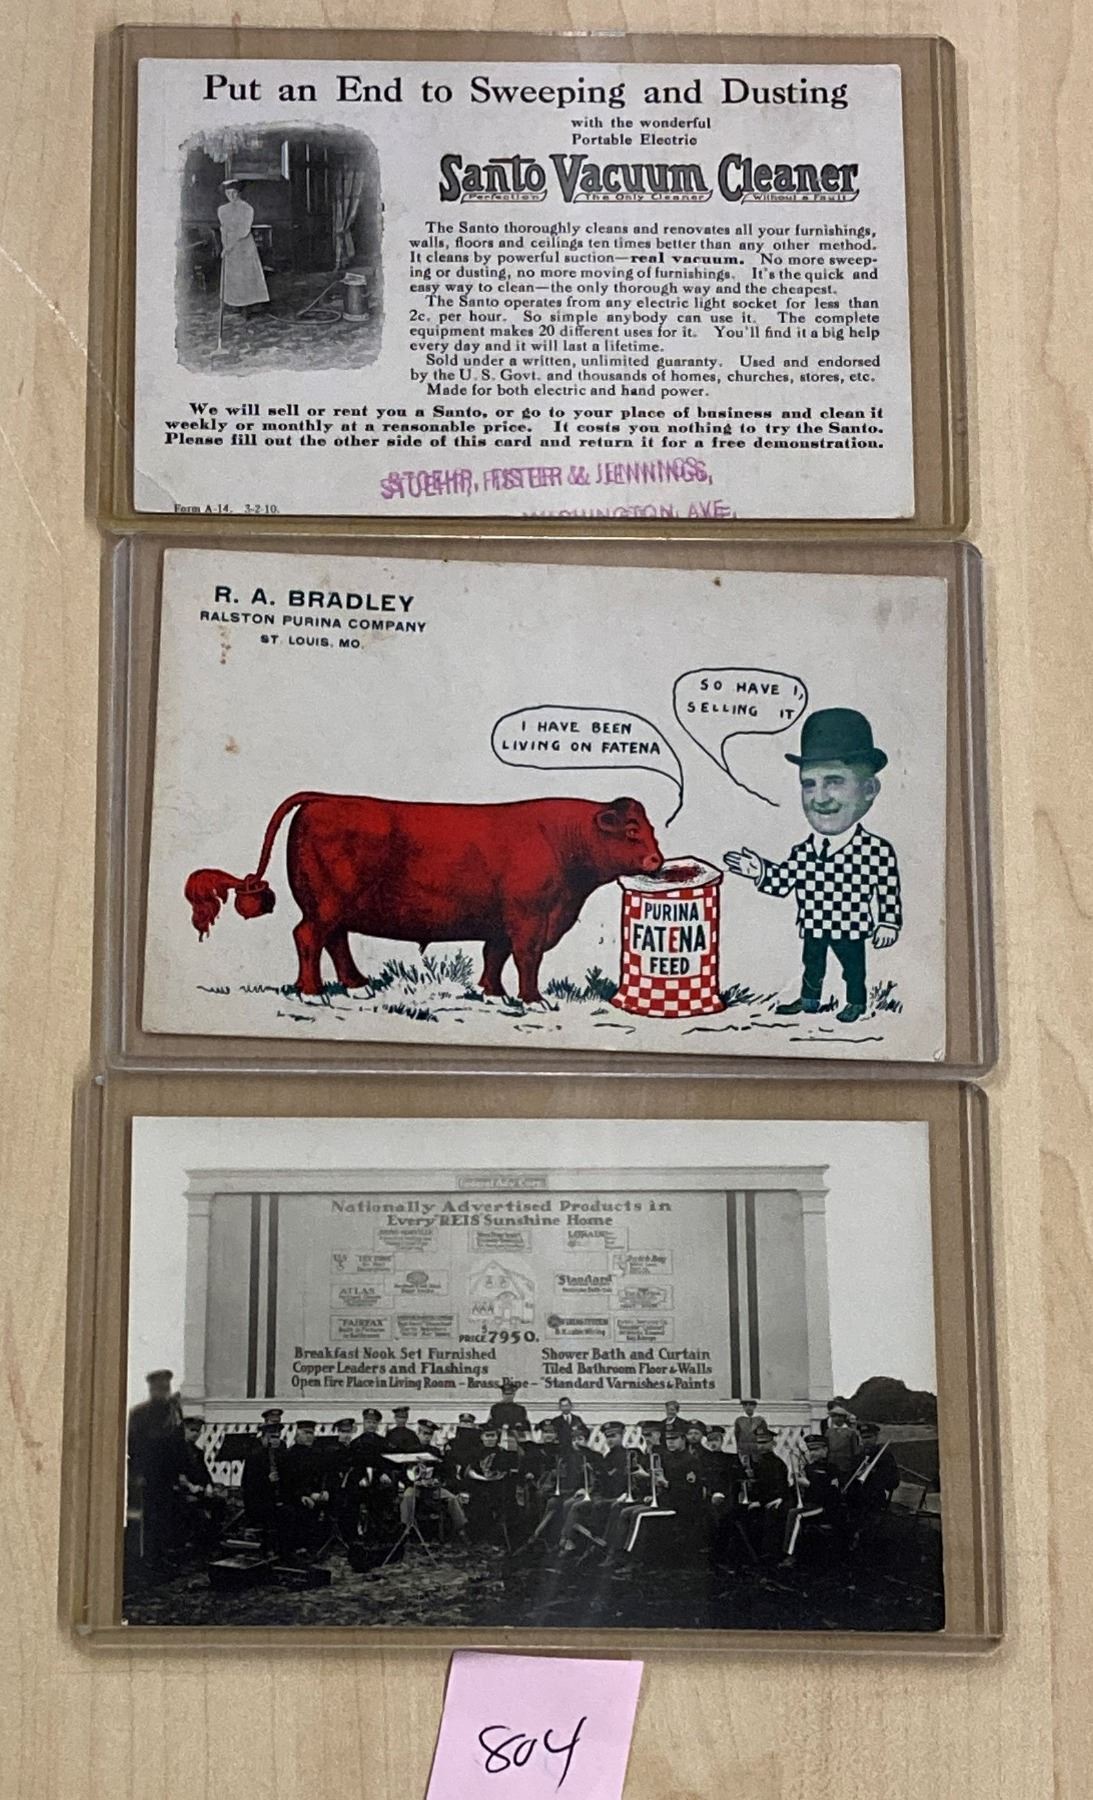 Put an End to Sweeping and Dusting
with the wonderful
Portable Electric
Santo Vacuum Cleaner
Perfection The Only Cleaner Without a Fault
The Santo thoroughly cleans and renovates all your furnishings,
walls, floors and ceilings ten times better than any other method.
It cleans by powerful suction—real vacuum. No more sweep-
ing or dusting, no more moving of furnishings. It's the quick and
easy way to clean—the only thorough way and the cheapest.
The Santo operates from any electric light socket for less than
2c. per hour. So simple anybody can use it. The complete
equipment makes 20 different uses for it. You'll find it a big help
every day and it will last a lifetime.
Sold under a written, unlimited guaranty. Used and endorsed
by the U. S. Govt. and thousands of homes, churches, stores, etc.
Made for both electric and hand power.
We will sell or rent you a Santo, or go to your place of business and clean it
weekly or monthly at a reasonable price. It costs you nothing to try the Santo.
Please fill out the other side of this card and return it for a free demonstration.
STOEHR, FISTER & JENNINGS,
WASHINGTON AVE.
Form A-14. 3-2-10.
R. A. BRADLEY
RALSTON PURINA COMPANY
ST. LOUIS, MO.
SO HAVE I,
SELLING IT
I HAVE BEEN
LIVING ON FATENA
PURINA
FATENA
FEED
Federal Adv. Corp.
Nationally Advertised Products in
Every "REIS" Sunshine Home
Standard
ATLAS
"FAIRFAX"
PRICE $7950.
Breakfast Nook Set Furnished
Shower Bath and Curtain
Copper Leaders and Flashings
Tiled Bathroom Floor & Walls
Open Fire Place in Living Room - Brass Pipe - "Standard Varnishes & Paints
804